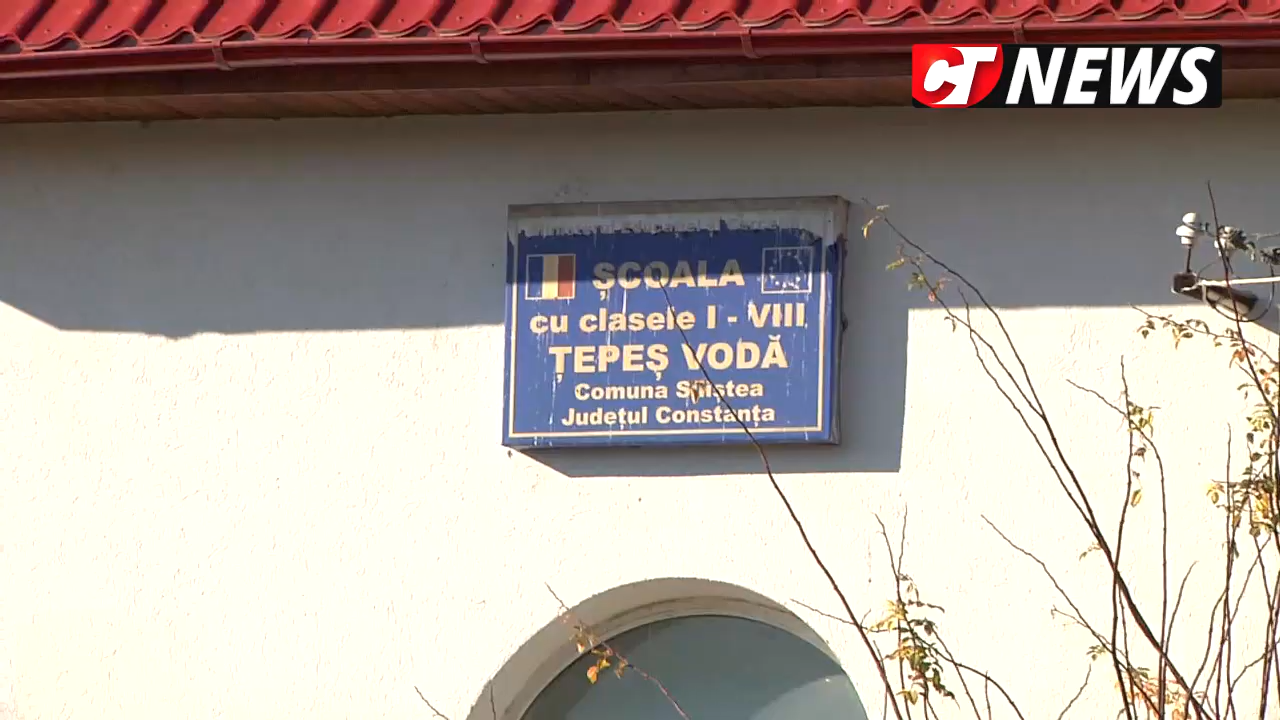 CT NEWS
ȘCOALA
cu clasele I - VIII
ȚEPEȘ VODĂ
Comuna Siliștea
Județul Constanța